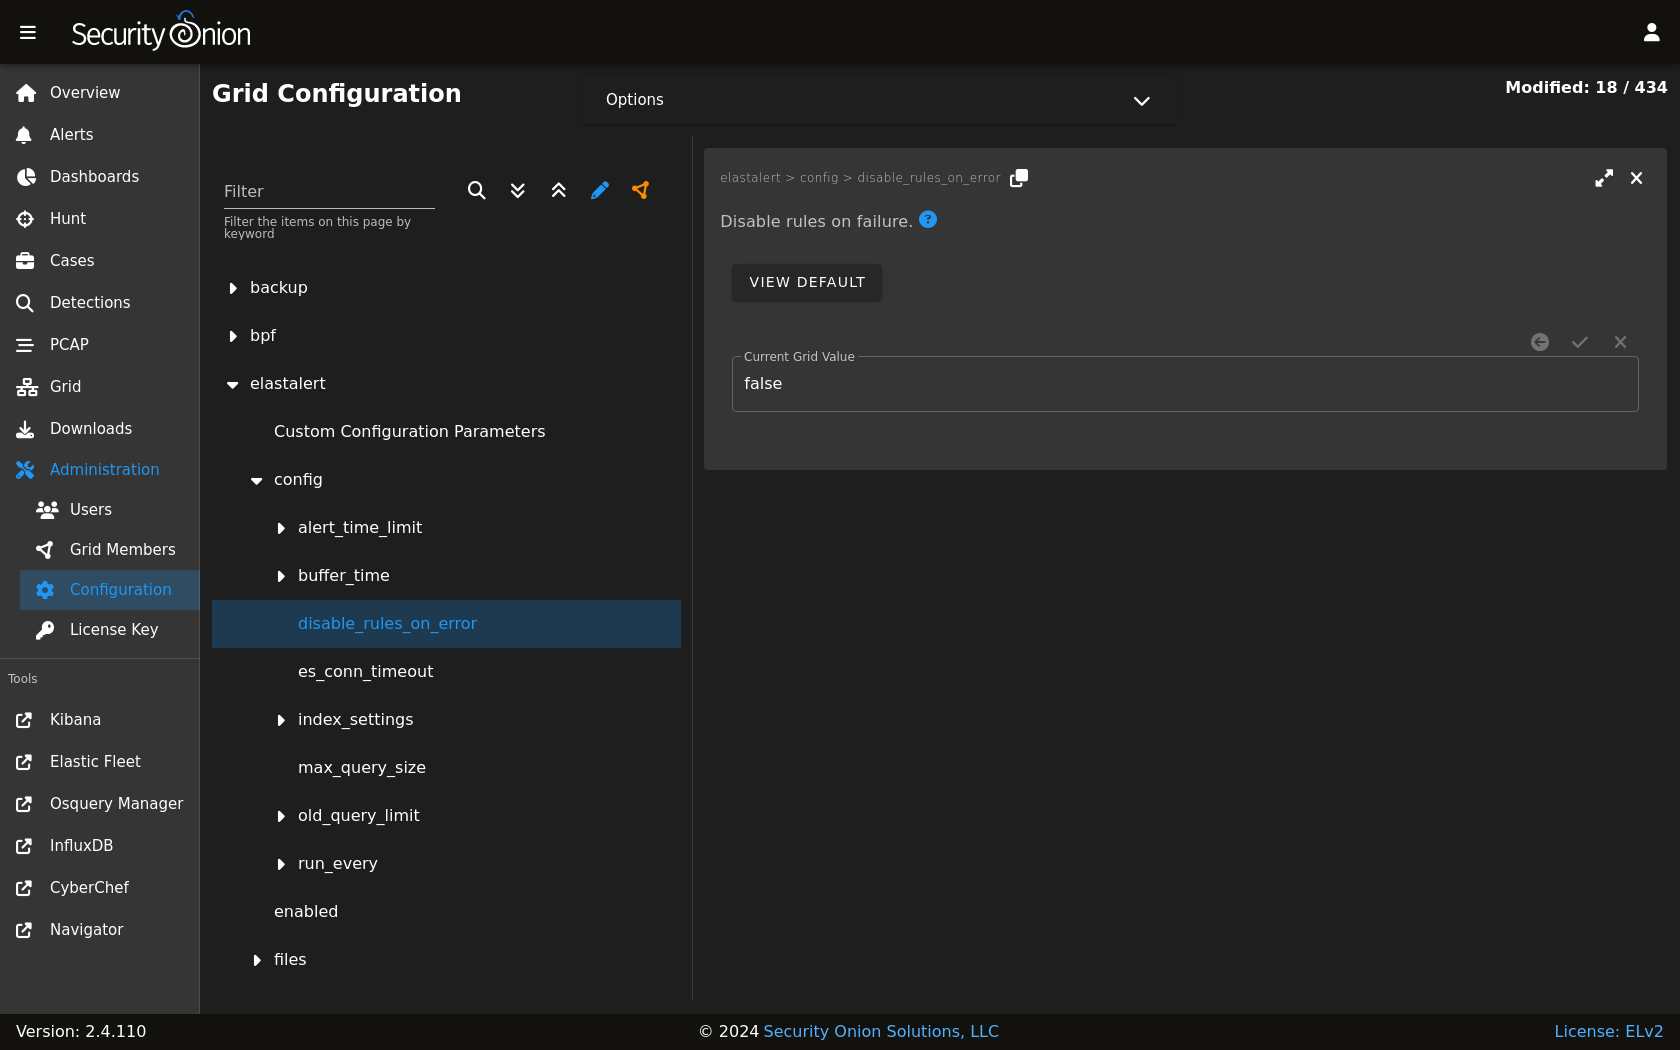 Security Onion
Overview
Alerts
Dashboards
Hunt
Cases
Detections
PCAP
Grid
Downloads
Administration
Users
Grid Members
Configuration
License Key
Tools
Kibana
Elastic Fleet
Osquery Manager
InfluxDB
CyberChef
Navigator
Grid Configuration
Options
Modified: 18 / 434
Filter
Filter the items on this page by
keyword
backup
bpf
elastalert
Custom Configuration Parameters
config
alert_time_limit
buffer_time
disable_rules_on_error
es_conn_timeout
index_settings
max_query_size
old_query_limit
run_every
enabled
files
elastalert > config > disable_rules_on_error
Disable rules on failure. ?
VIEW DEFAULT
Current Grid Value
false
Version: 2.4.110
© 2024 Security Onion Solutions, LLC
License: ELv2